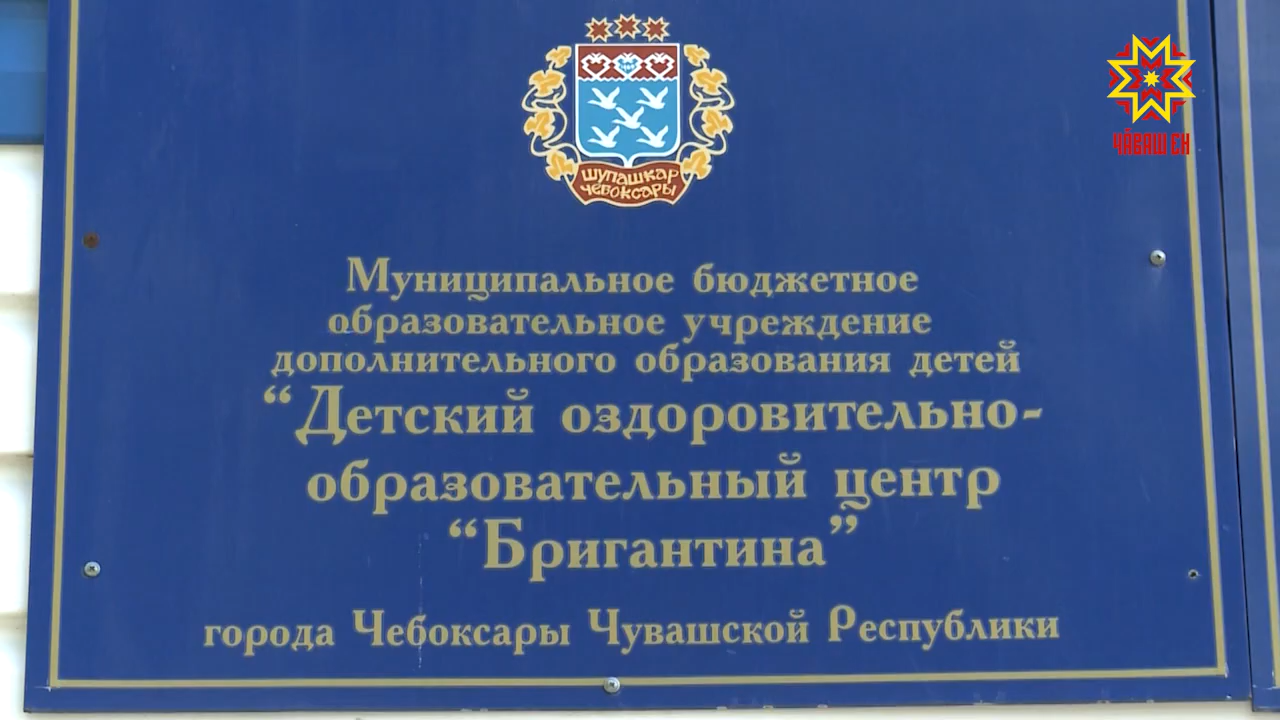 ЧӐВАШ ЕН
ШУПАШКАР
ЧЕБОКСАРЫ
Муниципальное бюджетное
образовательное учреждение
дополнительного образования детей
“Детский оздоровительно-
образовательный центр
“Бригантина”
города Чебоксары Чувашской Республики